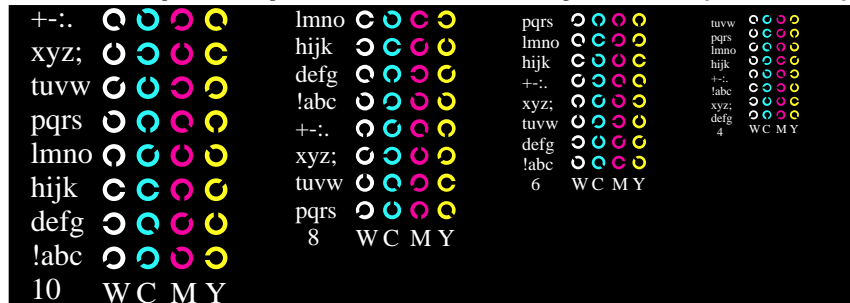 +-:.
xyz;
tuvw
pqrs
lmno
hijk
defg
!abc
10 W C M Y
lmno
hijk
defg
!abc
+-:.
xyz;
tuvw
pqrs
8 W C M Y
pqrs
lmno
hijk
+-:.
xyz;
tuvw
defg
!abc
6 W C M Y
tuvw
pqrs
lmno
hijk
+-:.
!abc
xyz;
defg
4 W C M Y